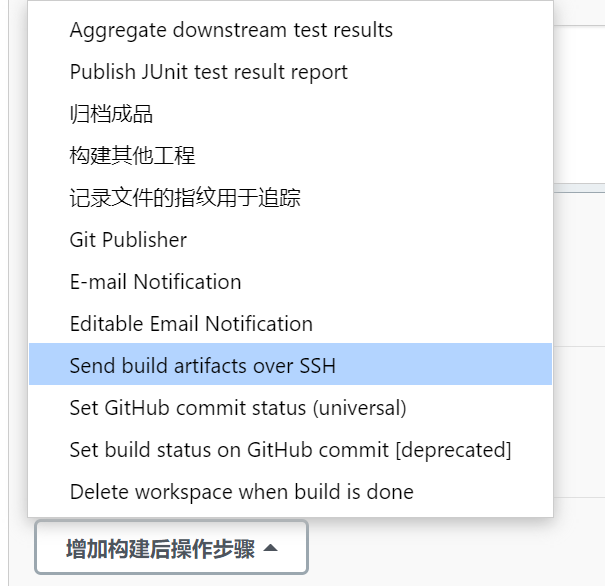 Aggregate downstream test results
Publish JUnit test result report
归档成品
构建其他工程
记录文件的指纹用于追踪
Git Publisher
E-mail Notification
Editable Email Notification
Send build artifacts over SSH
Set GitHub commit status (universal)
Set build status on GitHub commit [deprecated]
Delete workspace when build is done
增加构建后操作步骤